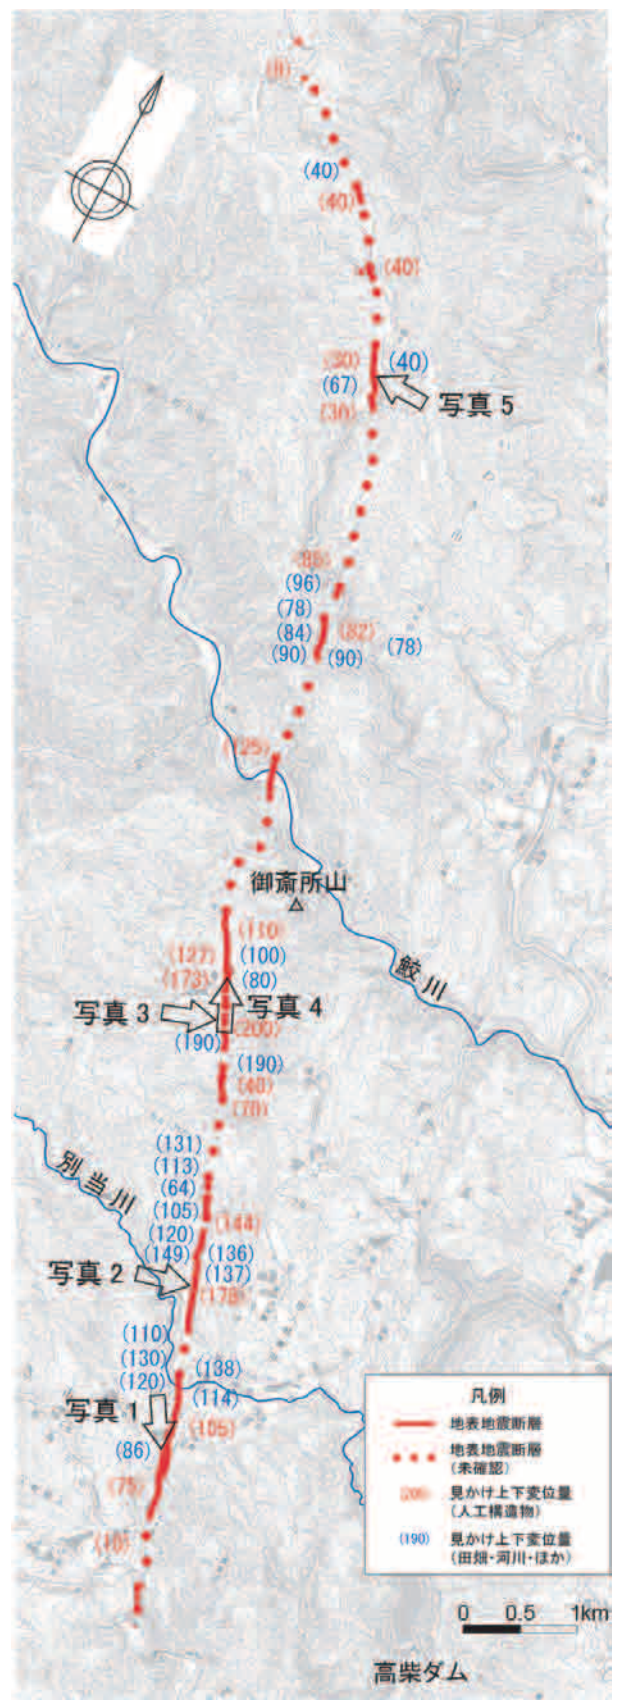 (40)
(40)
(40)
(40)
(30)
(67)
(30)
写真5
(96)
(78)
(84)
(82)
(90)
(90)
(78)
御斎所山
(110)
(127)
(100)
(173)
(80)
鮫川
写真3
写真4
(200)
(190)
(190)
(40)
(70)
(131)
(113)
(64)
別当川
(105)
(144)
(120)
(149)
(136)
写真2
(137)
(178)
(110)
(130)
(138)
(120)
(114)
写真1
(105)
(86)
(75)
(10)
凡例
地表地震断層
地表地震断層
(未確認)
(200)
見かけ上下変位量
(人工構造物)
(190)
見かけ上下変位量
(田畑・河川・ほか)
0 0.5 1km
高柴ダム